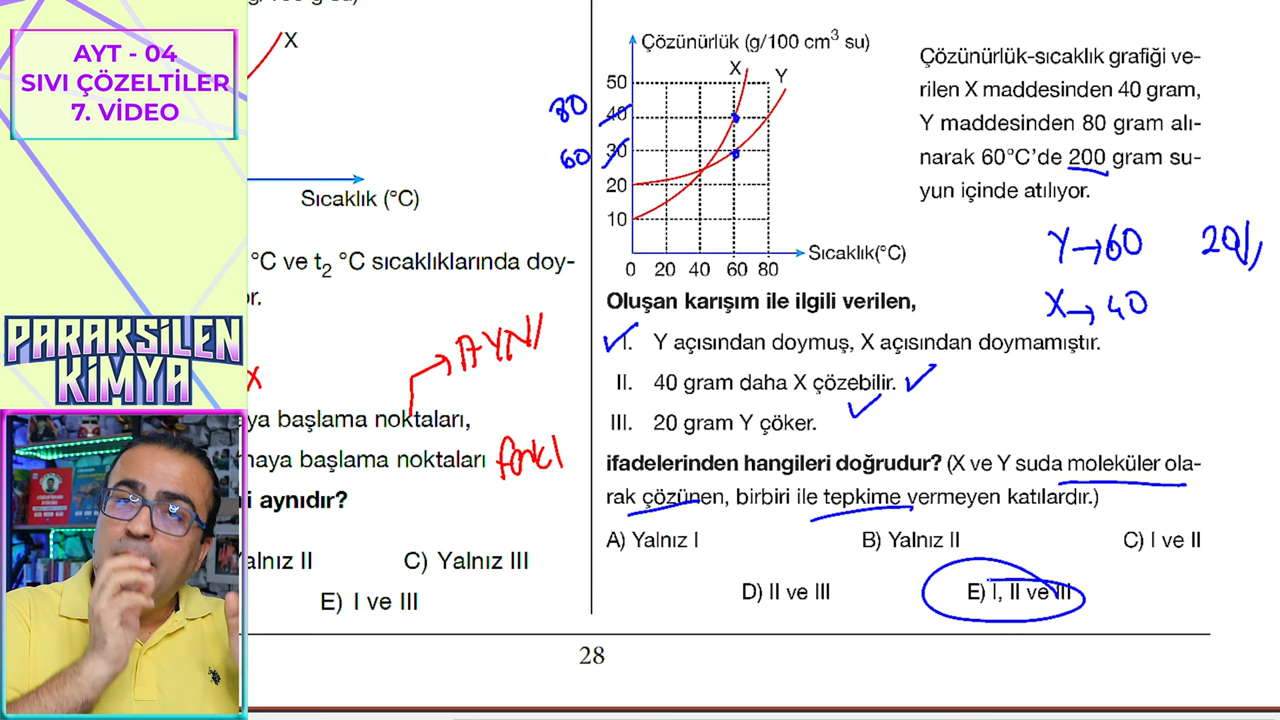 AYT - 04
SIVI ÇÖZELTİLER
7. VİDEO
PARAKSİLEN
KİMYA
X
Sıcaklık (°C)
°C ve t2 °C sıcaklıklarında doy-
AYNI
X
aya başlama noktaları,
maya başlama noktaları farklı
i aynıdır?
alnız II
C) Yalnız III
E) I ve III
Çözünürlük (g/100 cm3 su)
X
Y
80
60
50
40
30
20
10
0 20 40 60 80
Sıcaklık(°C)
Çözünürlük-sıcaklık grafiği ve-
rilen X maddesinden 40 gram,
Y maddesinden 80 gram alı-
narak 60°C'de 200 gram su-
yun içinde atılıyor.
Y→60 20
X→40
Oluşan karışım ile ilgili verilen,
I. Y açısından doymuş, X açısından doymamıştır.
II. 40 gram daha X çözebilir.
III. 20 gram Y çöker.
ifadelerinden hangileri doğrudur? (X ve Y suda moleküler ola-
rak çözünen, birbiri ile tepkime vermeyen katılardır.)
A) Yalnız I
B) Yalnız II
C) I ve II
D) II ve III
E) I, II ve III
28